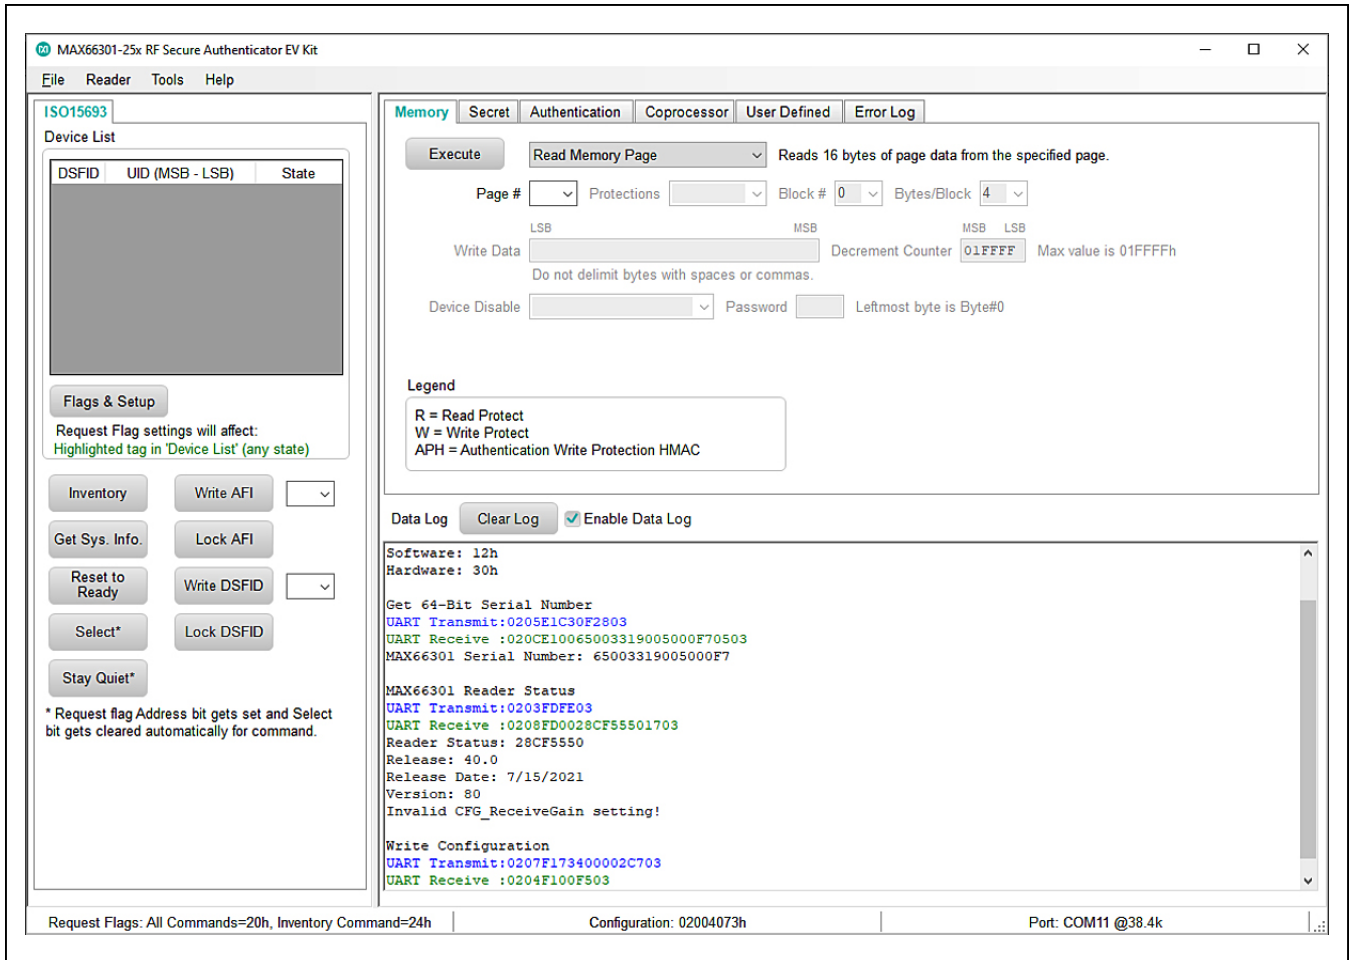 MAX66301-25x RF Secure Authenticator EV Kit
File Reader Tools Help
ISO15693
Device List
DSFID UID (MSB - LSB) State
Flags & Setup
Request Flag settings will affect:
Highlighted tag in 'Device List' (any state)
Inventory Write AFI
Get Sys. Info. Lock AFI
Reset to
Ready
Write DSFID
Select* Lock DSFID
Stay Quiet*
* Request flag Address bit gets set and Select
bit gets cleared automatically for command.
Memory Secret Authentication Coprocessor User Defined Error Log
Execute Read Memory Page Reads 16 bytes of page data from the specified page.
Page # Protections Block # 0 Bytes/Block 4
LSB MSB MSB LSB
Write Data Decrement Counter 01FFFF Max value is 01FFFFh
Do not delimit bytes with spaces or commas.
Device Disable Password Leftmost byte is Byte#0
Legend
R = Read Protect
W = Write Protect
APH = Authentication Write Protection HMAC
Data Log Clear Log Enable Data Log
Software: 12h
Hardware: 30h
Get 64-Bit Serial Number
UART Transmit:0205E1C30F2803
UART Receive :020CE10065003319005000F70503
MAX66301 Serial Number: 65003319005000F7
MAX66301 Reader Status
UART Transmit:0203FDFE03
UART Receive :0208FD0028CF55501703
Reader Status: 28CF5550
Release: 40.0
Release Date: 7/15/2021
Version: 80
Invalid CFG_ReceiveGain setting!
Write Configuration
UART Transmit:0207F173400002C703
UART Receive :0204F100F503
Request Flags: All Commands=20h, Inventory Command=24h Configuration: 02004073h Port: COM11 @38.4k